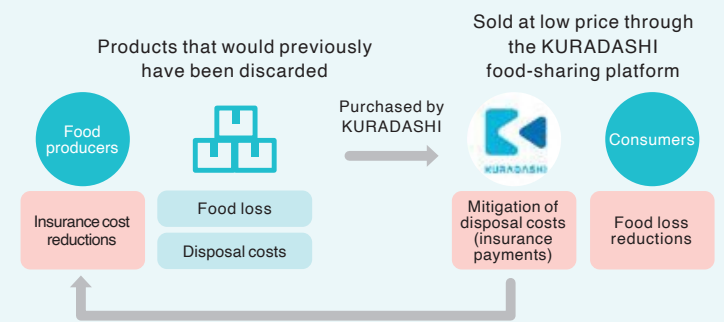 Products that would previously
have been discarded
Sold at low price through
the KURADASHI
food-sharing platform
Food
producers
Purchased by
KURADASHI
KURADASHI
Consumers
Insurance cost
reductions
Food loss
Disposal costs
Mitigation of
disposal costs
(insurance
payments)
Food loss
reductions